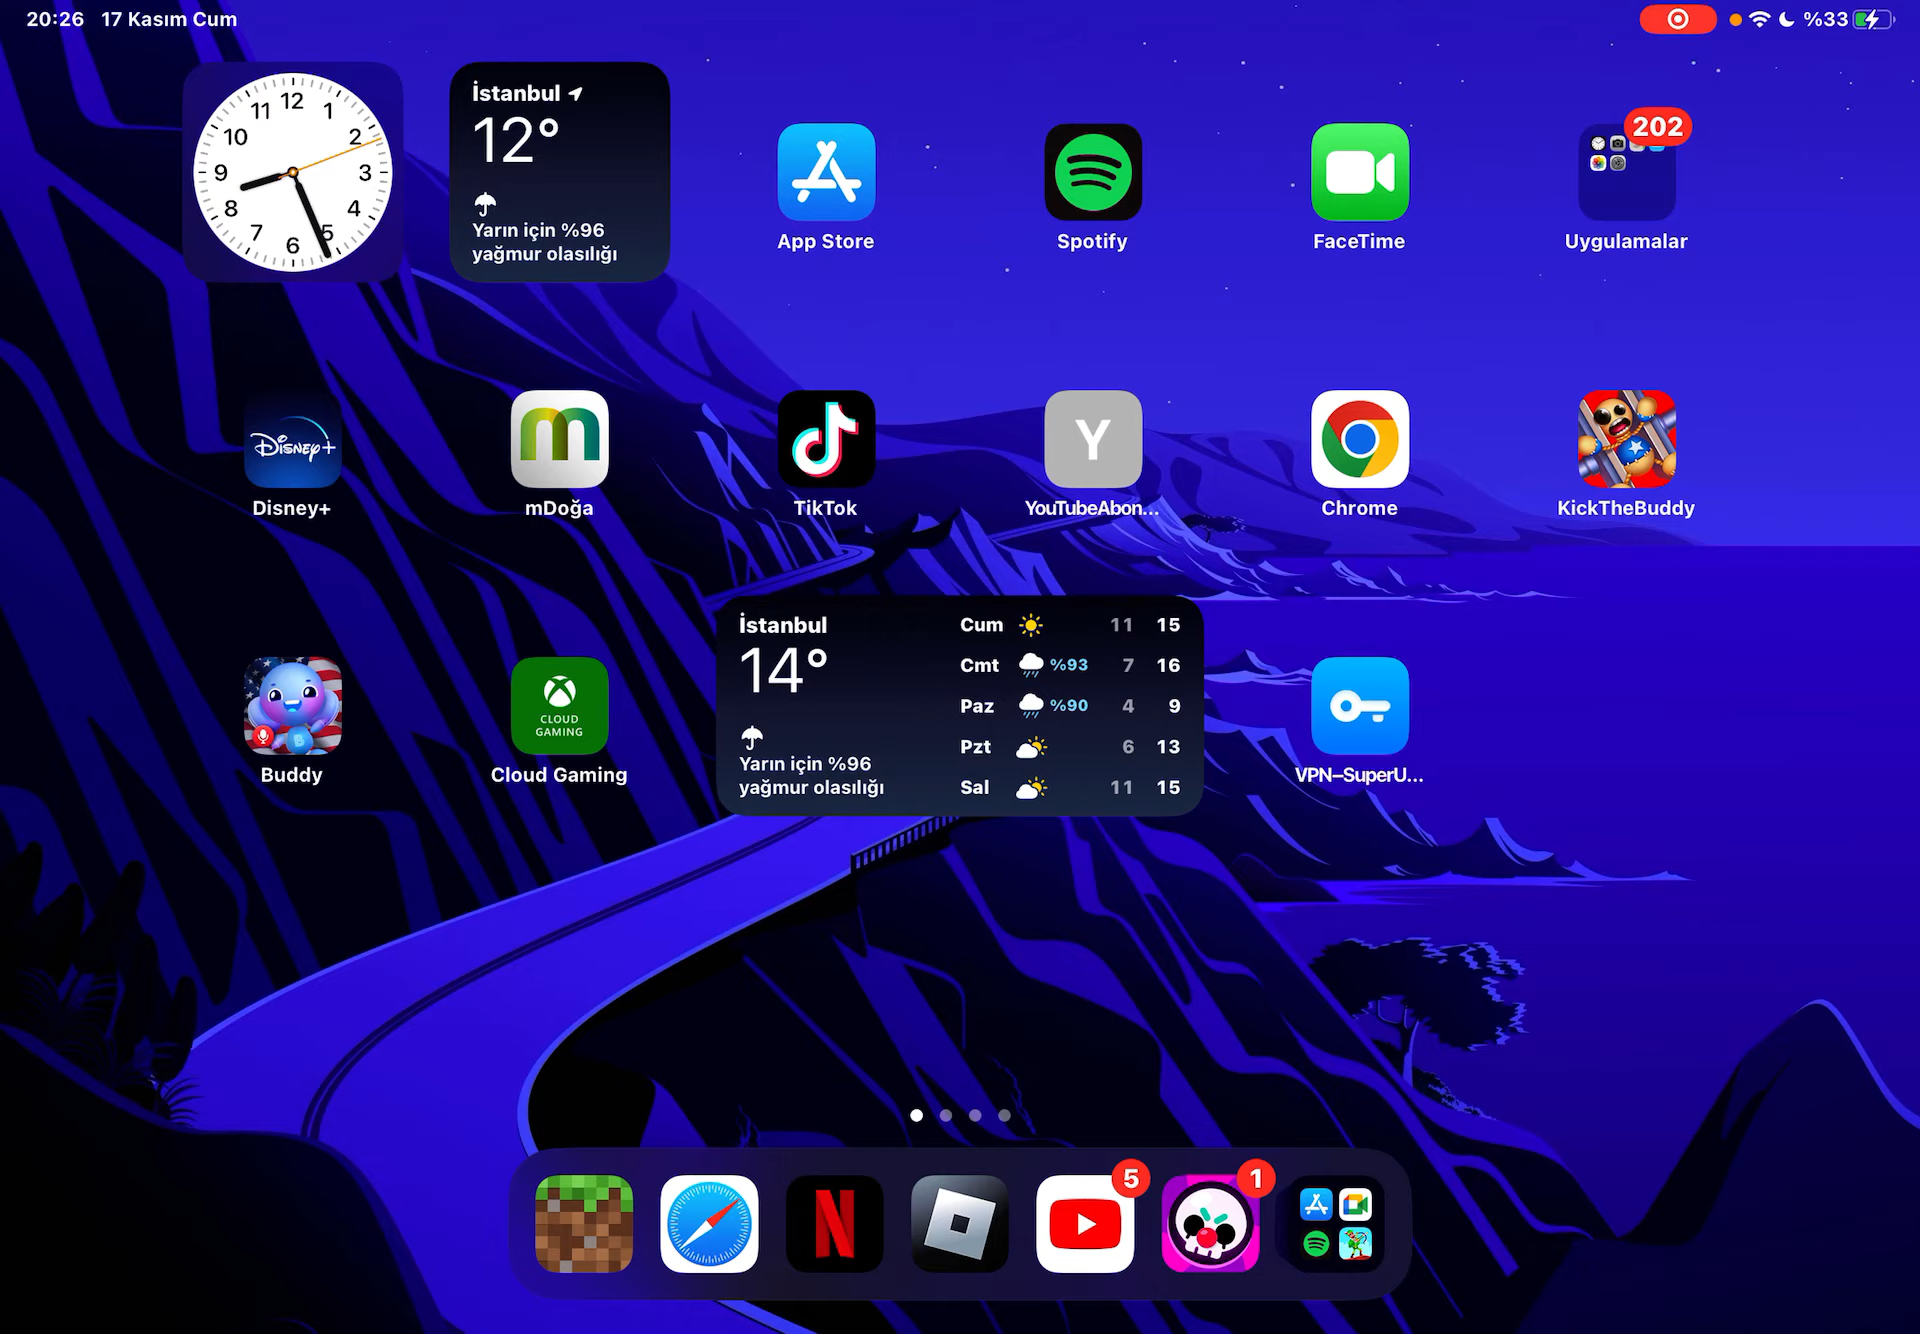 20:26 17 Kasım Cum
%33
12
1
2
3
4
5
6
7
8
9
10
11
İstanbul
12°
Yarın için %96
yağmur olasılığı
App Store
Spotify
FaceTime
202
Uygulamalar
Disney+
Disney+
m
mDoğa
TikTok
Y
YouTubeAbon...
Chrome
KickTheBuddy
B
Buddy
CLOUD
GAMING
Cloud Gaming
İstanbul
14°
Yarın için %96
yağmur olasılığı
Cum 11 15
Cmt %93 7 16
Paz %90 4 9
Pzt 6 13
Sal 11 15
VPN–SuperU...
N
5
1